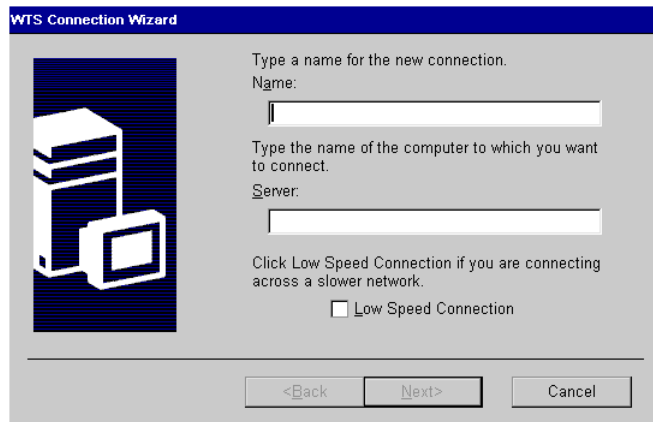 WTS Connection Wizard
Type a name for the new connection.
Name:
Type the name of the computer to which you want
to connect.
Server:
Click Low Speed Connection if you are connecting
across a slower network.
Low Speed Connection
<Back Next> Cancel